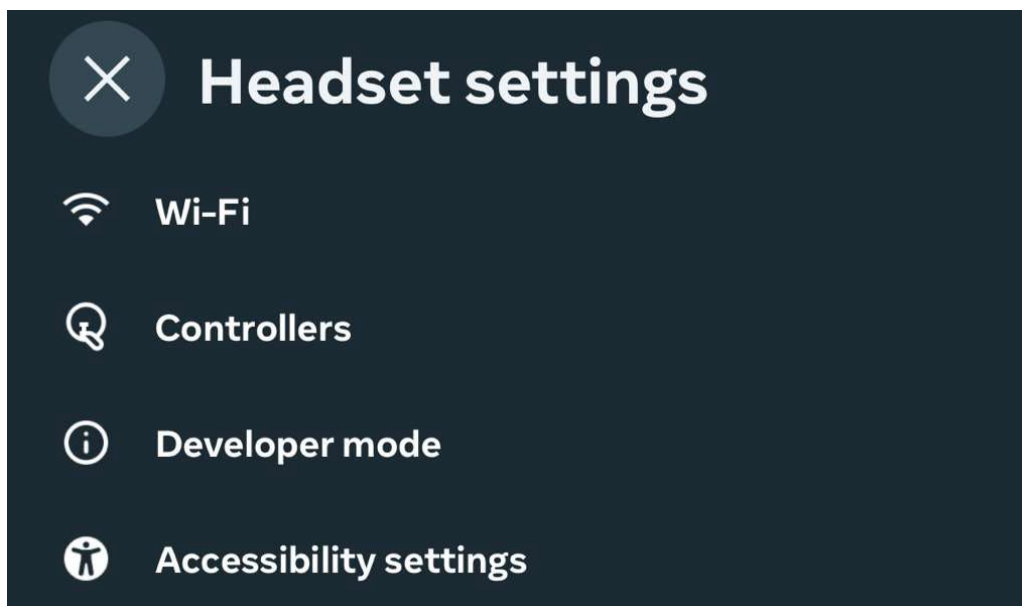 Headset settings
Wi-Fi
Controllers
Developer mode
Accessibility settings